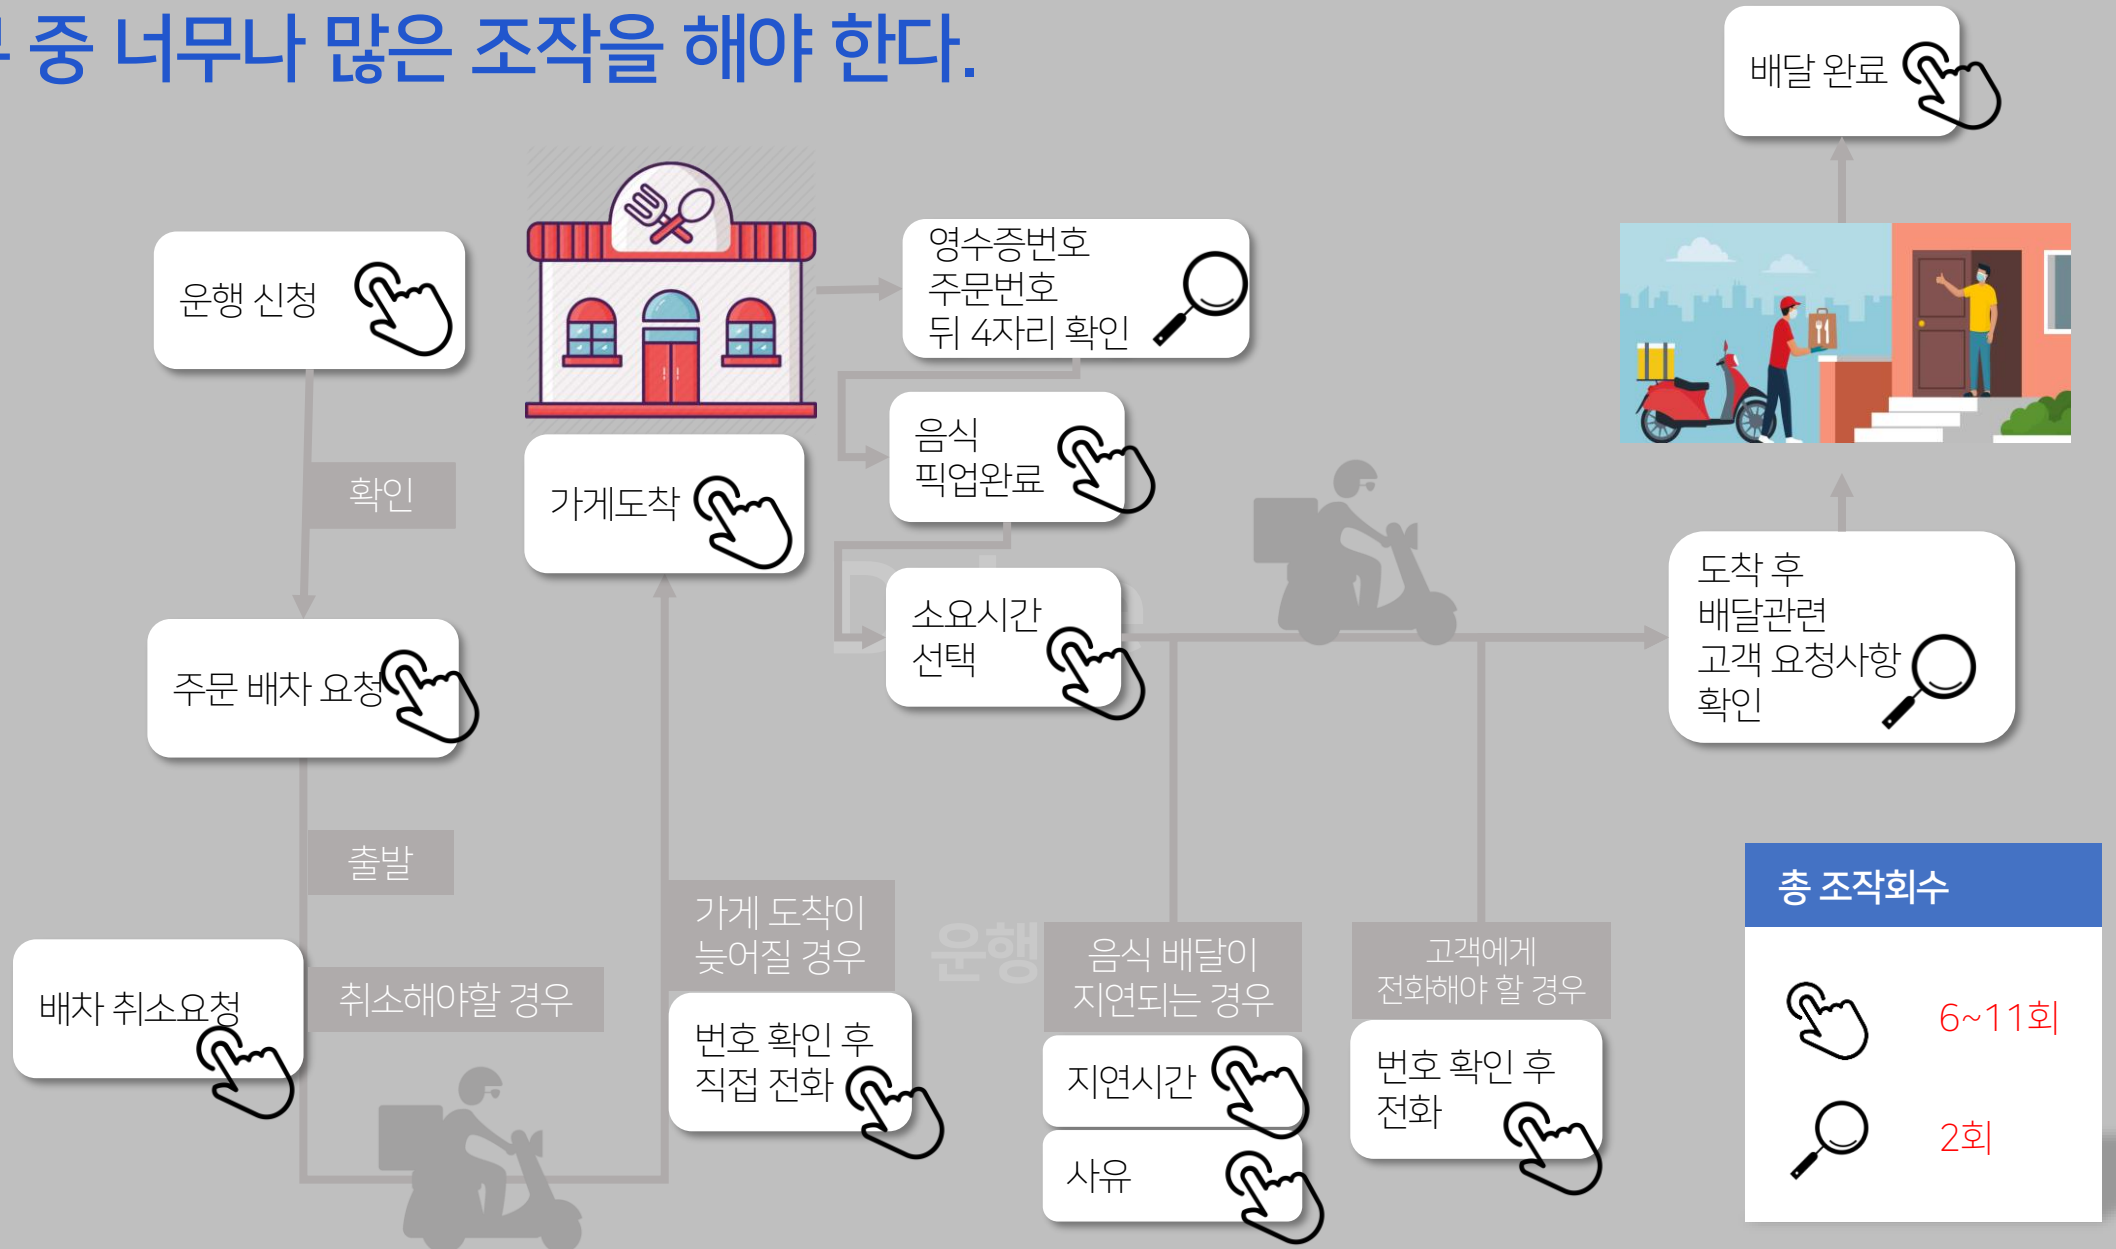 중 너무나 많은 조작을 해야 한다.
배달 완료
운행 신청
영수증번호
주문번호
뒤 4자리 확인
음식
픽업완료
확인
가게도착
소요시간
선택
도착 후
배달관련
고객 요청사항
확인
주문 배차 요청
출발
가게 도착이
늦어질 경우
운행
음식 배달이
지연되는 경우
고객에게
전화해야 할 경우
배차 취소요청
취소해야할 경우
번호 확인 후
직접 전화
지연시간
사유
번호 확인 후
전화
총 조작회수
6~11회
2회